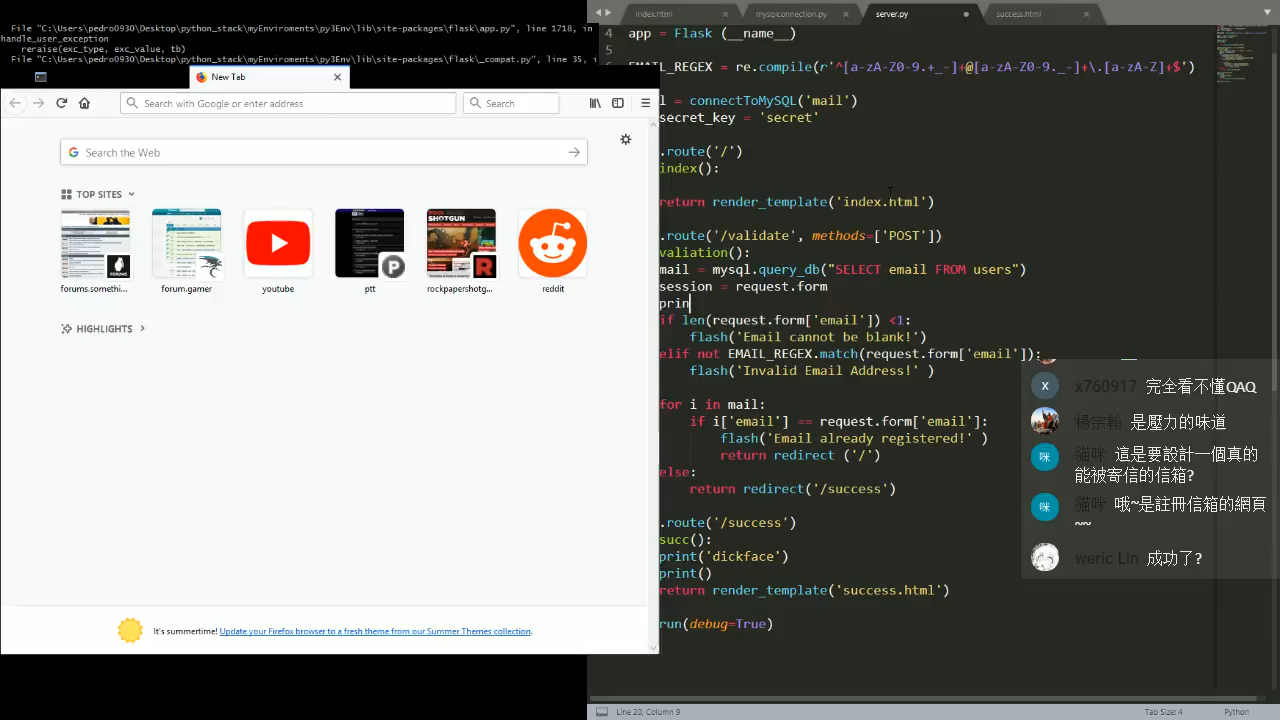 File "C:\Users\pedro0930\Desktop\python_stack\myEnviroments\py3Env\lib\site-packages\flask\app.py", line 1718, in
handle_user_exception
reraise(exc_type, exc_value, tb)
File "C:\Users\pedro0930\Desktop\python_stack\myEnviroments\py3Env\lib\site-packages\flask\_compat.py", line 35, i
New Tab
Search with Google or enter address
Search
Search the Web
TOP SITES
forums.somethi...
forum.gamer
youtube
ptt
rockpapershotg...
reddit
HIGHLIGHTS
It's summertime! Update your Firefox browser to a fresh theme from our Summer Themes collection.
index.html
mysqlconnection.py
server.py
success.html
4 app = Flask (__name__)
5
6 EMAIL_REGEX = re.compile(r'^[a-zA-Z0-9.+_-]+@[a-zA-Z0-9._-]+\.[a-zA-Z]+$')
l = connectToMySQL('mail')
secret_key = 'secret'
.route('/')
index():
return render_template('index.html')
.route('/validate', methods=['POST'])
valiation():
mail = mysql.query_db("SELECT email FROM users")
session = request.form
prin
if len(request.form['email']) <1:
flash('Email cannot be blank!')
elif not EMAIL_REGEX.match(request.form['email']):
flash('Invalid Email Address!' )
for i in mail:
if i['email'] == request.form['email']:
flash('Email already registered!' )
return redirect ('/')
else:
return redirect('/success')
.route('/success')
succ():
print('dickface')
print()
return render_template('success.html')
run(debug=True)
X x760917 完全看不懂QAQ
楊宗翰 是壓力的味道
咪 貓咪 這是要設計一個真的
能被寄信的信箱?
咪 貓咪 哦~是註冊信箱的網頁
~~
weric Lin 成功了?
Line 20, Column 9
Tab Size: 4
Python